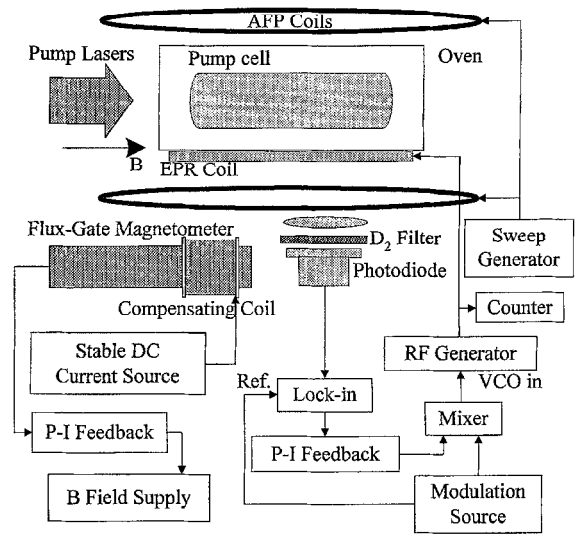 AFP Coils
Pump Lasers
Pump cell
Oven
B
EPR Coil
Flux-Gate Magnetometer
D2 Filter
Photodiode
Sweep
Generator
Compensating Coil
Counter
Stable DC
Current Source
RF Generator
Ref.
VCO in
Lock-in
Mixer
P-I Feedback
P-I Feedback
B Field Supply
Modulation
Source